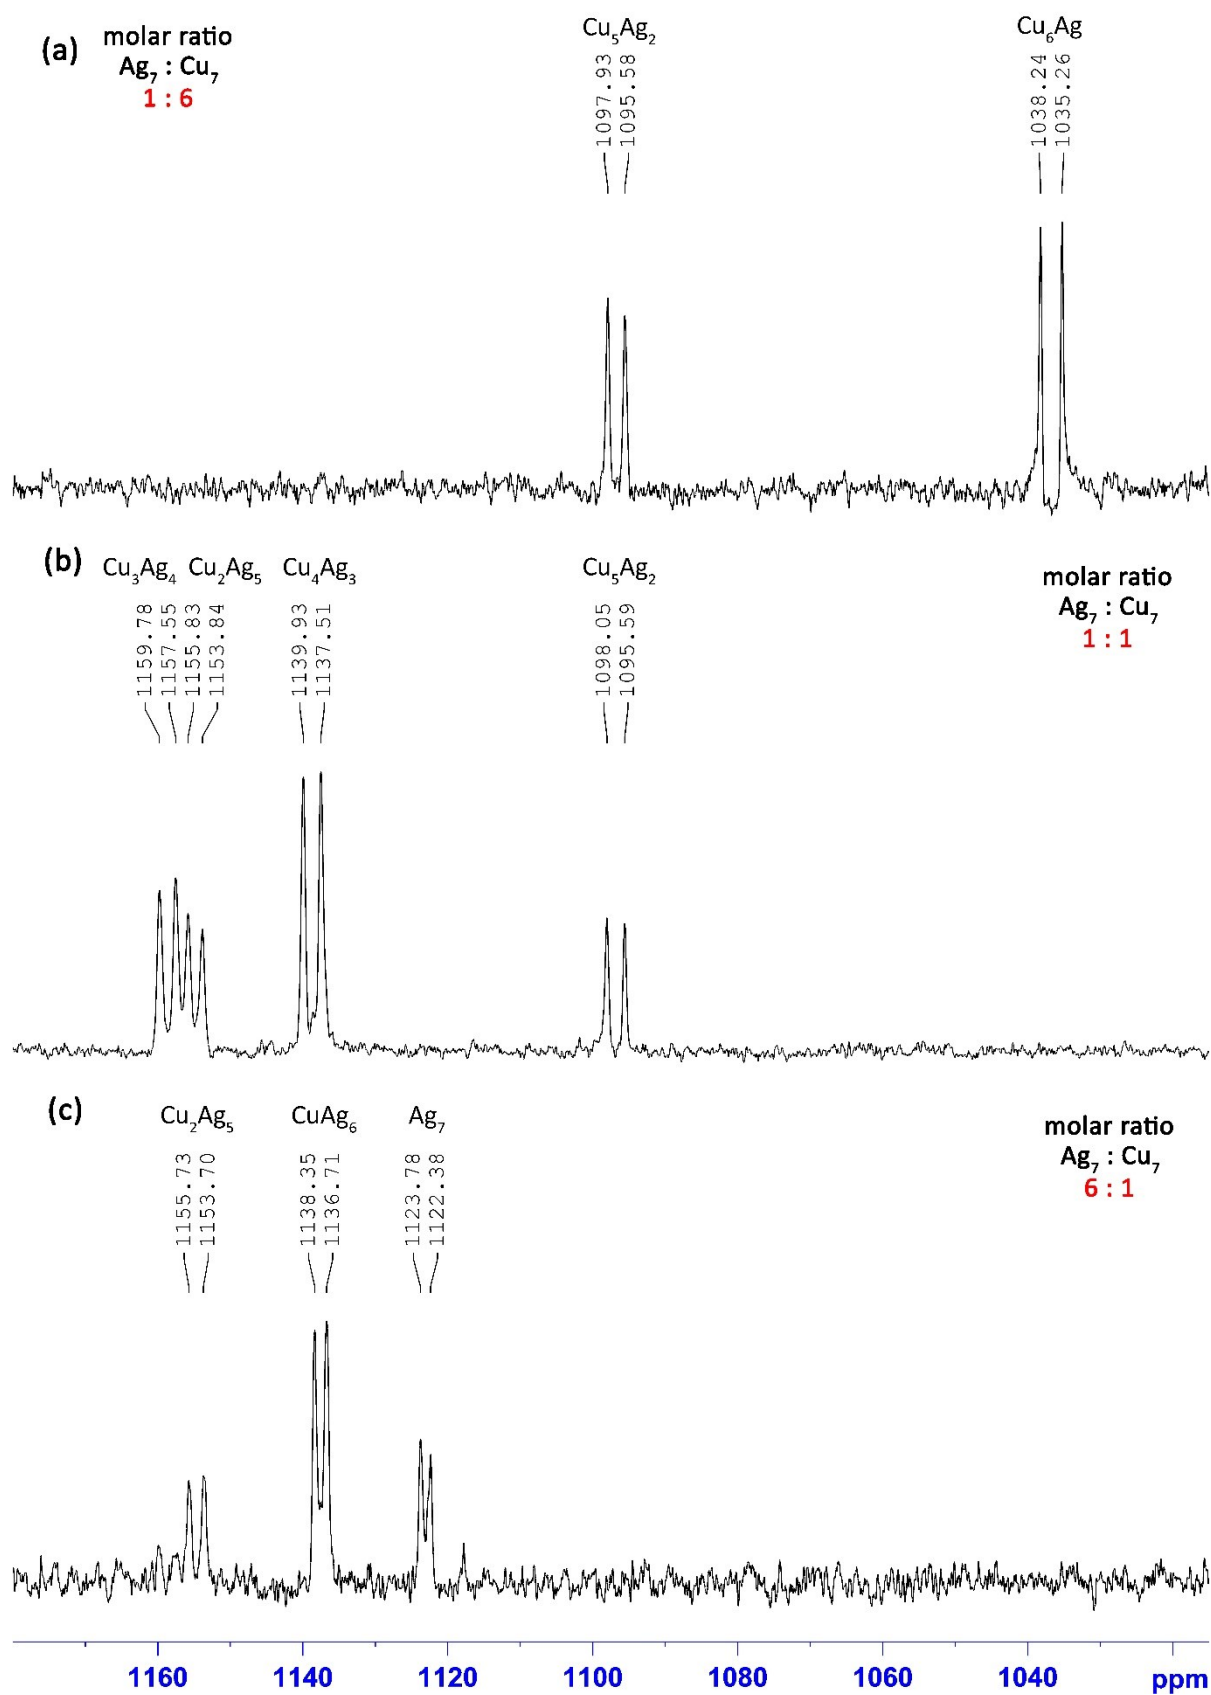 (a)
molar ratio
Ag₇ : Cu₇
1 : 6
Cu₅Ag₂
1097.93
1095.58
Cu₆Ag
1038.24
1035.26
(b)
Cu₃Ag₄ Cu₂Ag₅ Cu₄Ag₃ Cu₅Ag₂
1159.78
1157.55
1155.83
1153.84
1139.93
1137.51
1098.05
1095.59
molar ratio
Ag₇ : Cu₇
1 : 1
(c)
Cu₂Ag₅ CuAg₆ Ag₇
1155.73
1153.70
1138.35
1136.71
1123.78
1122.38
molar ratio
Ag₇ : Cu₇
6 : 1
1160 1140 1120 1100 1080 1060 1040 ppm